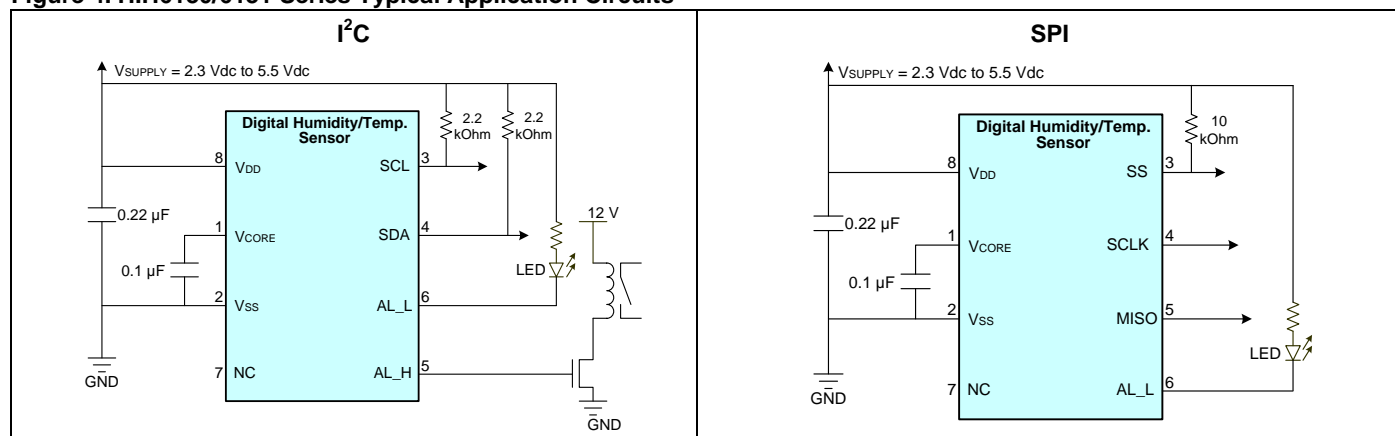 Figure 4. Series Typical Application Circuits
I²C
VSUPPLY = 2.3 Vdc to 5.5 Vdc
Digital Humidity/Temp.
Sensor
2.2
kOhm
2.2
kOhm
8 VDD
SCL 3
0.22 µF
1 VCORE
SDA 4
12 V
0.1 µF
LED
2 VSS
AL_L 6
7 NC
AL_H 5
GND
GND
SPI
VSUPPLY = 2.3 Vdc to 5.5 Vdc
Digital Humidity/Temp.
Sensor
10
kOhm
8 VDD
SS 3
0.22 µF
1 VCORE
SCLK 4
0.1 µF
2 VSS
MISO 5
LED
7 NC
AL_L 6
GND